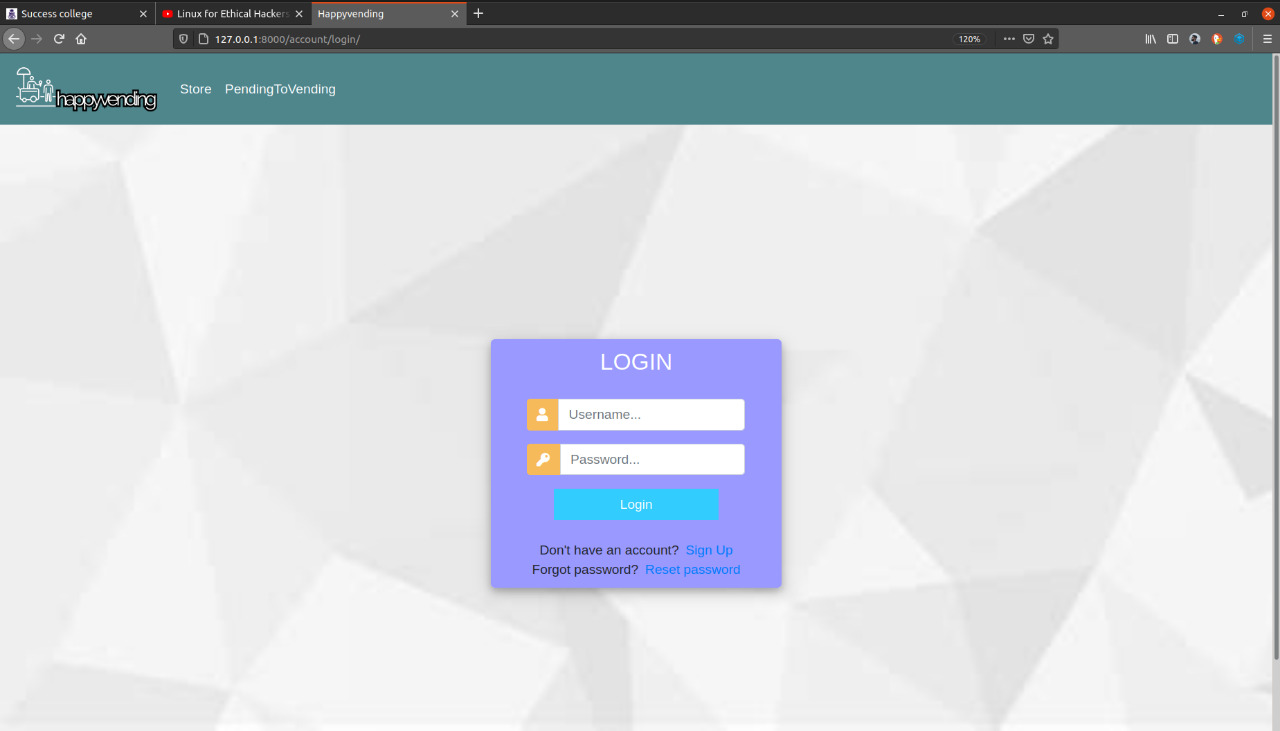 Success college
Linux for Ethical Hackers
Happyvending
127.0.0.1:8000/account/login/
120%
happyvending
Store
PendingToVending
LOGIN
Username...
Password...
Login
Don't have an account? Sign Up
Forgot password? Reset password